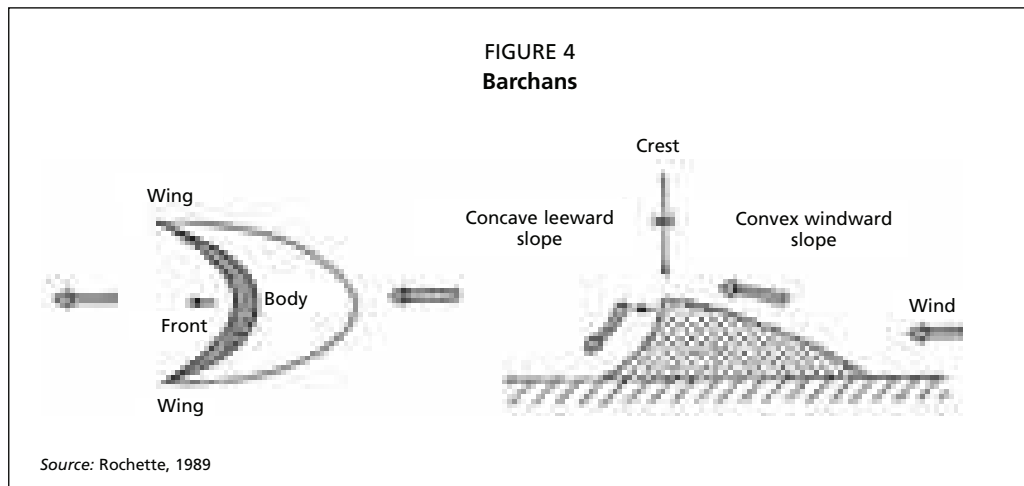 FIGURE 4
Barchans
Wing
Body
Front
Wing
Crest
Concave leeward
slope
Convex windward
slope
Wind
Source: Rochette, 1989